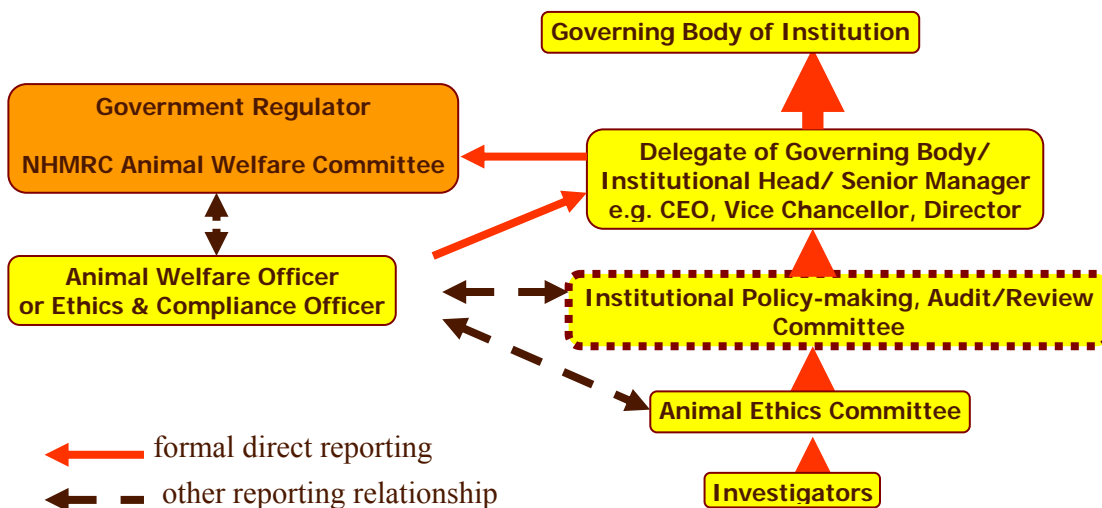 Governing Body of Institution
Government Regulator
NHMRC Animal Welfare Committee
Delegate of Governing Body/
Institutional Head/ Senior Manager
e.g. CEO, Vice Chancellor, Director
Animal Welfare Officer
or Ethics & Compliance Officer
Institutional Policy-making, Audit/Review
Committee
Animal Ethics Committee
Investigators
formal direct reporting
other reporting relationship